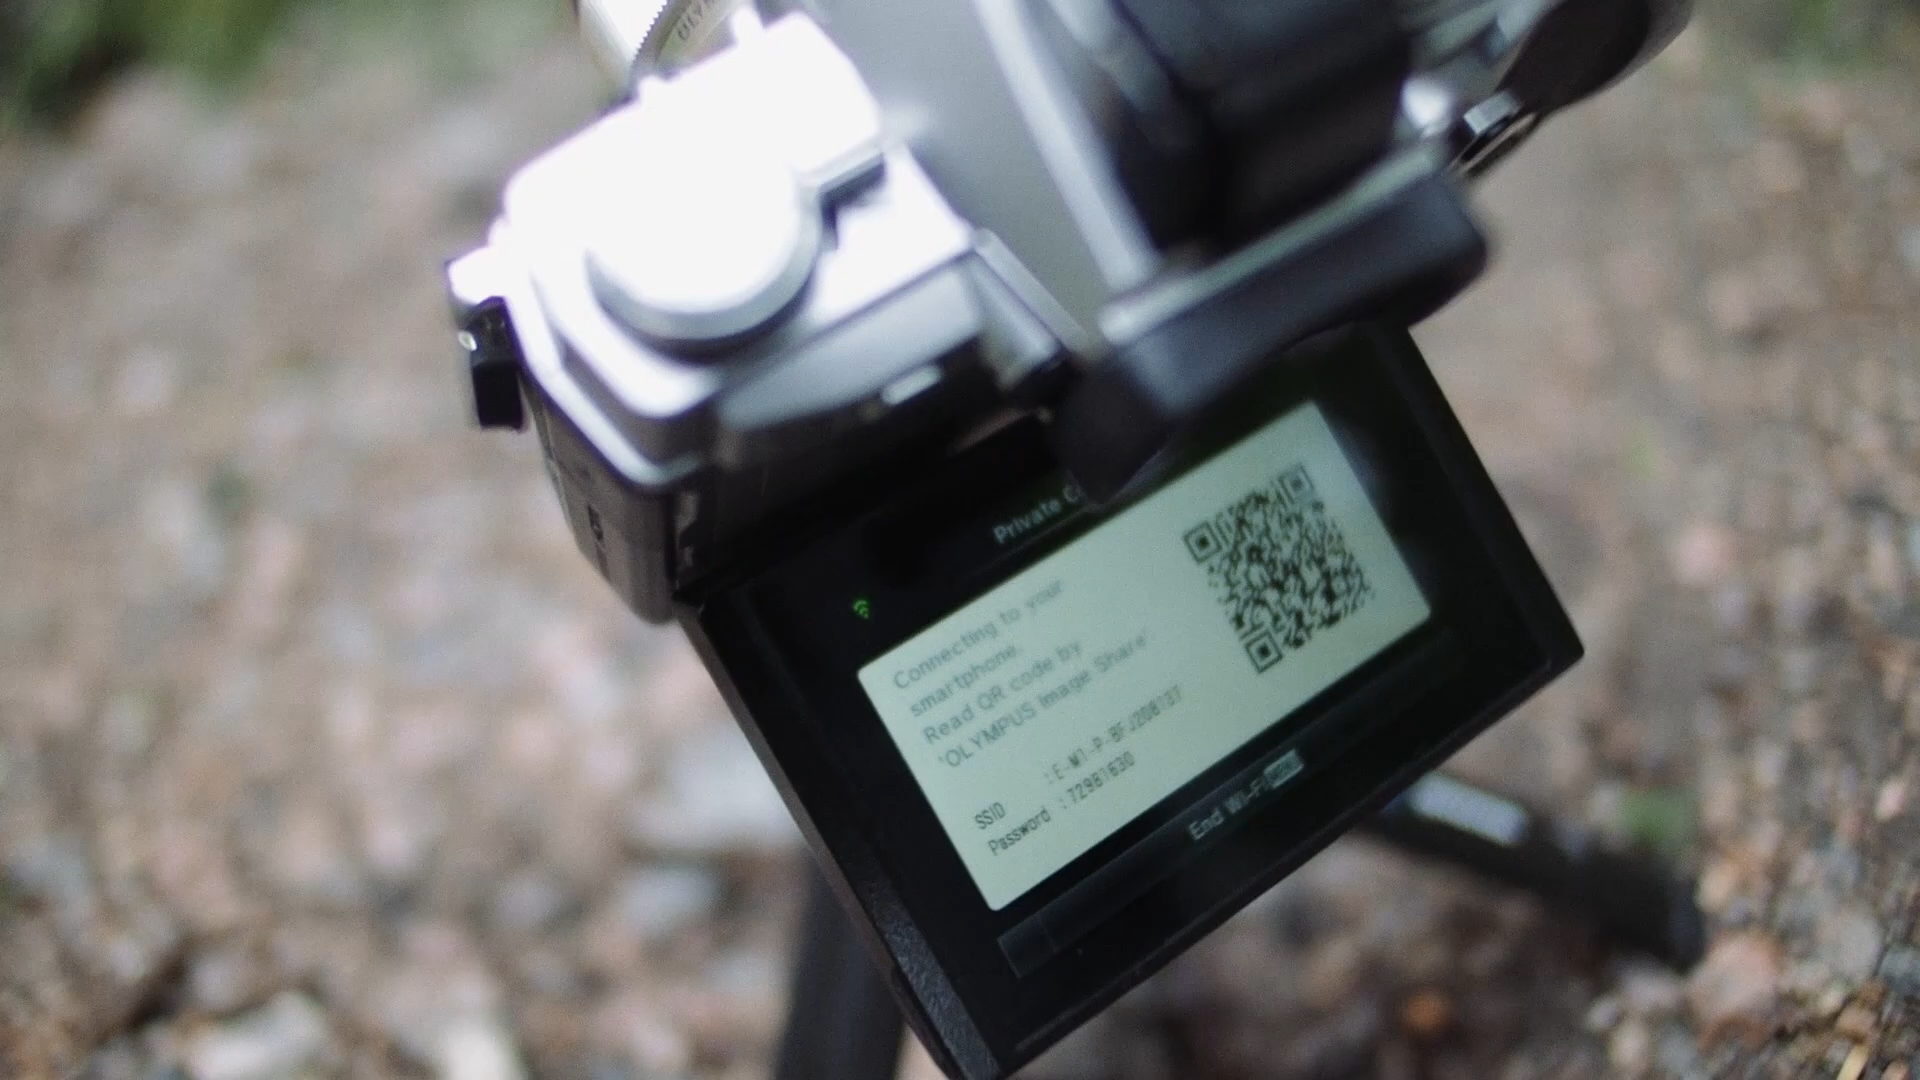 Private
Connecting to your
smartphone.
Read QR code by
'OLYMPUS Image Share'.
SSID : E-M1-P-BFJ208137
Password : 72981630
End Wi-Fi MENU